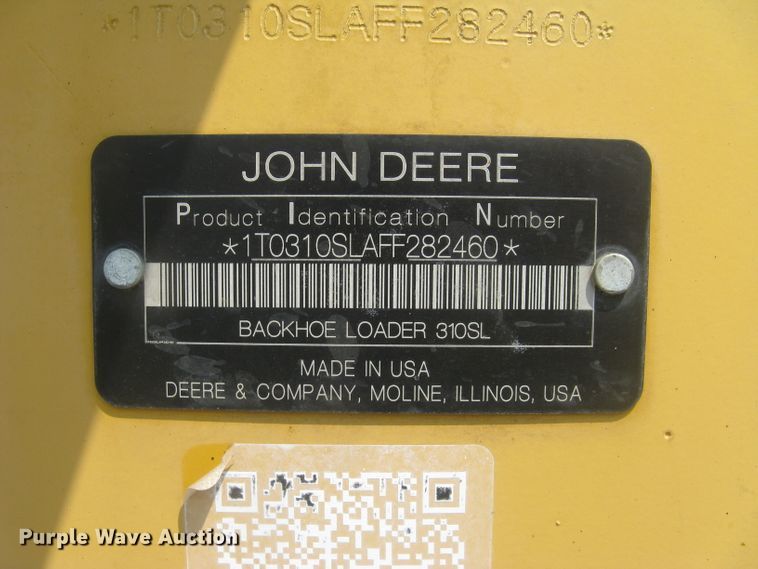 *1T0310SLAFF282460*
JOHN DEERE
Product Identification Number
*1T0310SLAFF282460*
BACKHOE LOADER 310SL
MADE IN USA
DEERE & COMPANY, MOLINE, ILLINOIS, USA
Purple Wave Auction